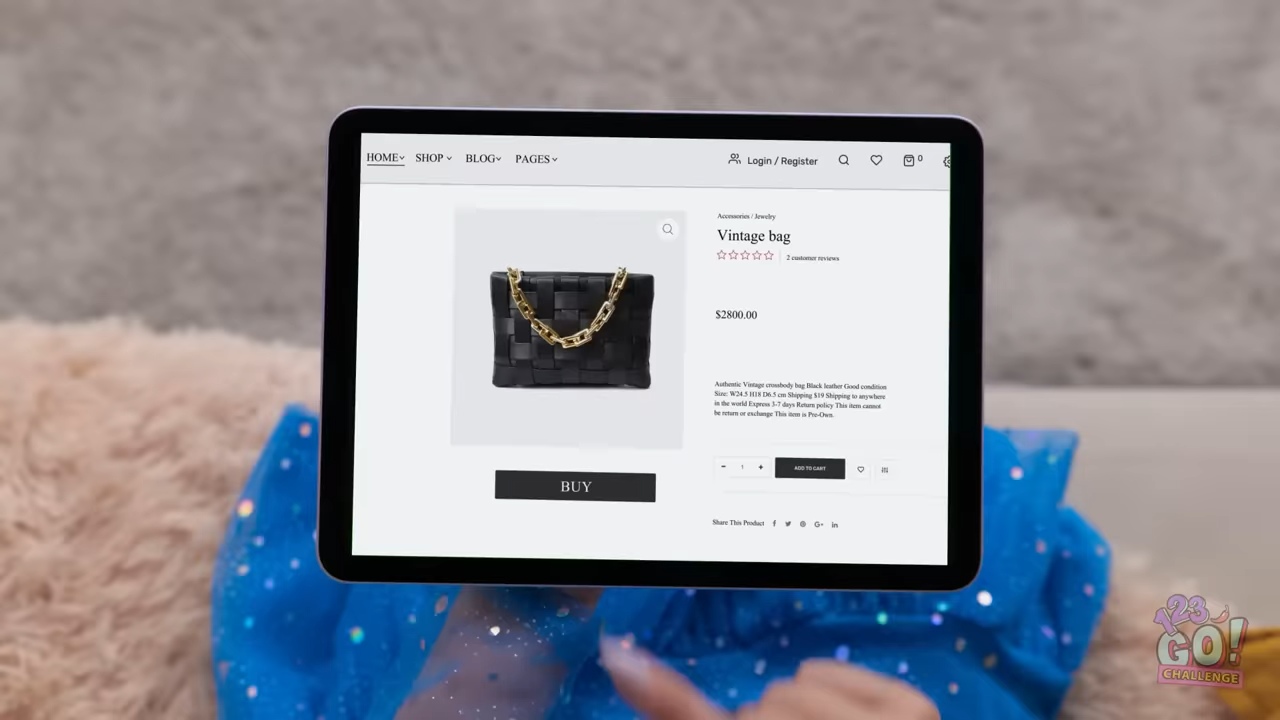 HOME SHOP BLOG PAGES Login / Register 0
Accessories / Jewelry
Vintage bag
2 customer reviews
$2800.00
Authentic Vintage crossbody bag Black leather Good condition
Size: W24.5 H18 D6.5 cm Shipping $19 Shipping to anywhere
in the world Express 3-7 days Return policy This item cannot
be return or exchange This item is Pre-Own.
- 1 + ADD TO CART
BUY
Share This Product f G+ in
123
GO!
CHALLENGE